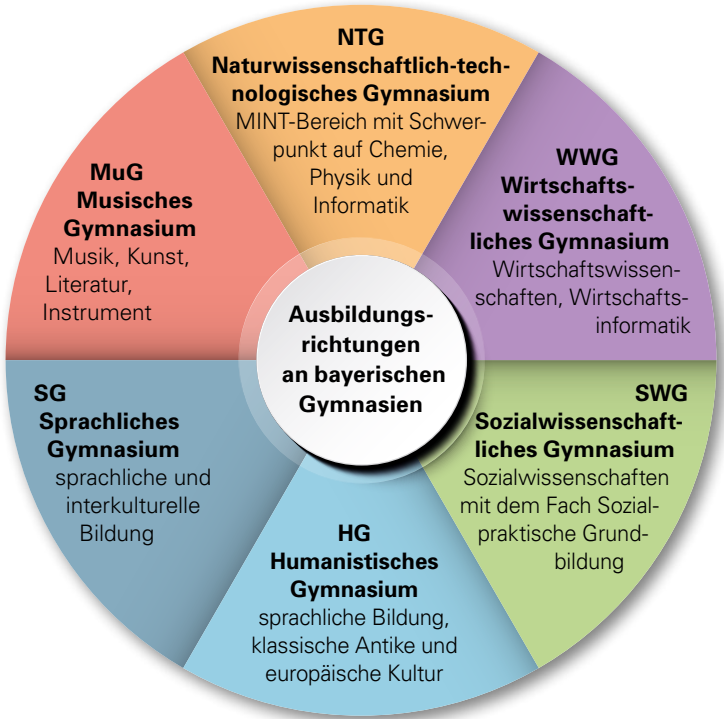 NTG
Naturwissenschaftlich-tech-
nologisches Gymnasium
MINT-Bereich mit Schwer-
punkt auf Chemie,
Physik und
Informatik
WWG
Wirtschafts-
wissenschaft-
liches Gymnasium
Wirtschaftswissen-
schaften, Wirtschafts-
informatik
SWG
Sozialwissenschaft-
liches Gymnasium
Sozialwissenschaften
mit dem Fach Sozial-
praktische Grund-
bildung
HG
Humanistisches
Gymnasium
sprachliche Bildung,
klassische Antike und
europäische Kultur
SG
Sprachliches
Gymnasium
sprachliche und
interkulturelle
Bildung
MuG
Musisches
Gymnasium
Musik, Kunst,
Literatur,
Instrument
Ausbildungs-
richtungen
an bayerischen
Gymnasien